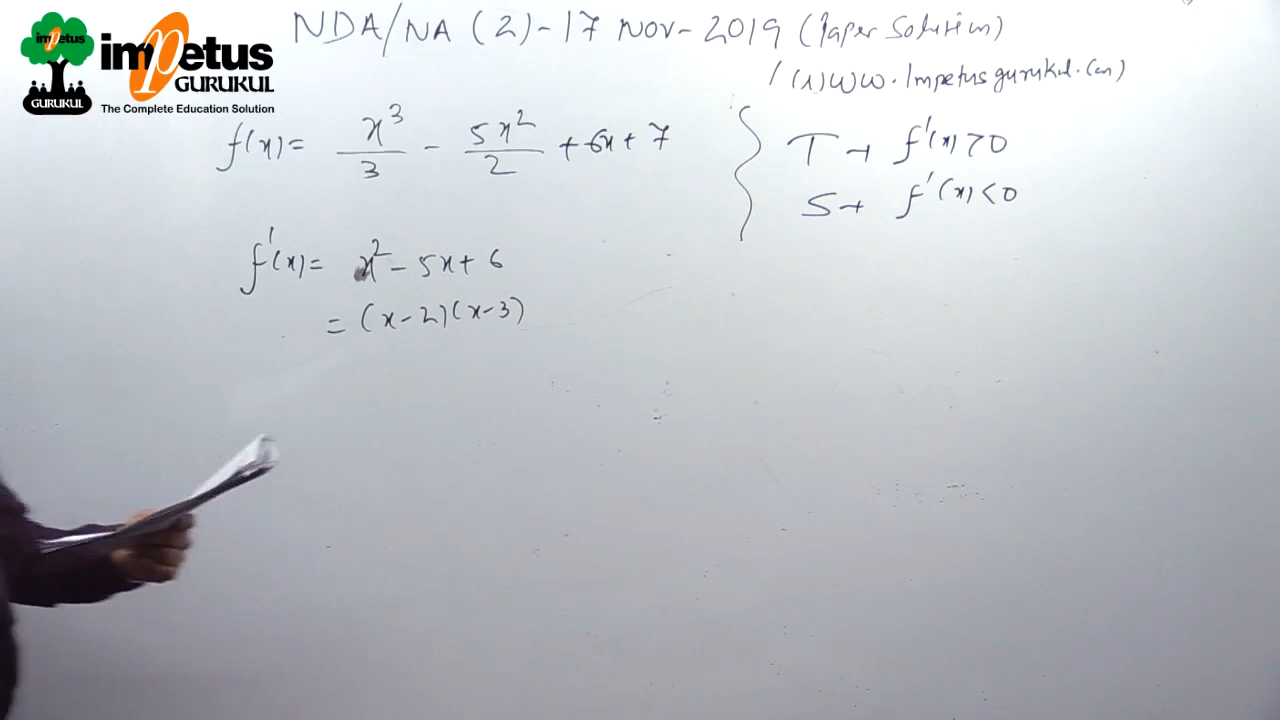 impetus
GURUKUL
impetus
GURUKUL
The Complete Education Solution
NDA/NA (2)-17 Nov-2019 (Paper Solution)
/ (1)WWW.Impetusgurukul.com)
f(x)= x³/3 - 5x²/2 + 6x + 7
T → f'(x)>0
S → f'(x)<0
f'(x)= x² - 5x + 6
= (x-2)(x-3)